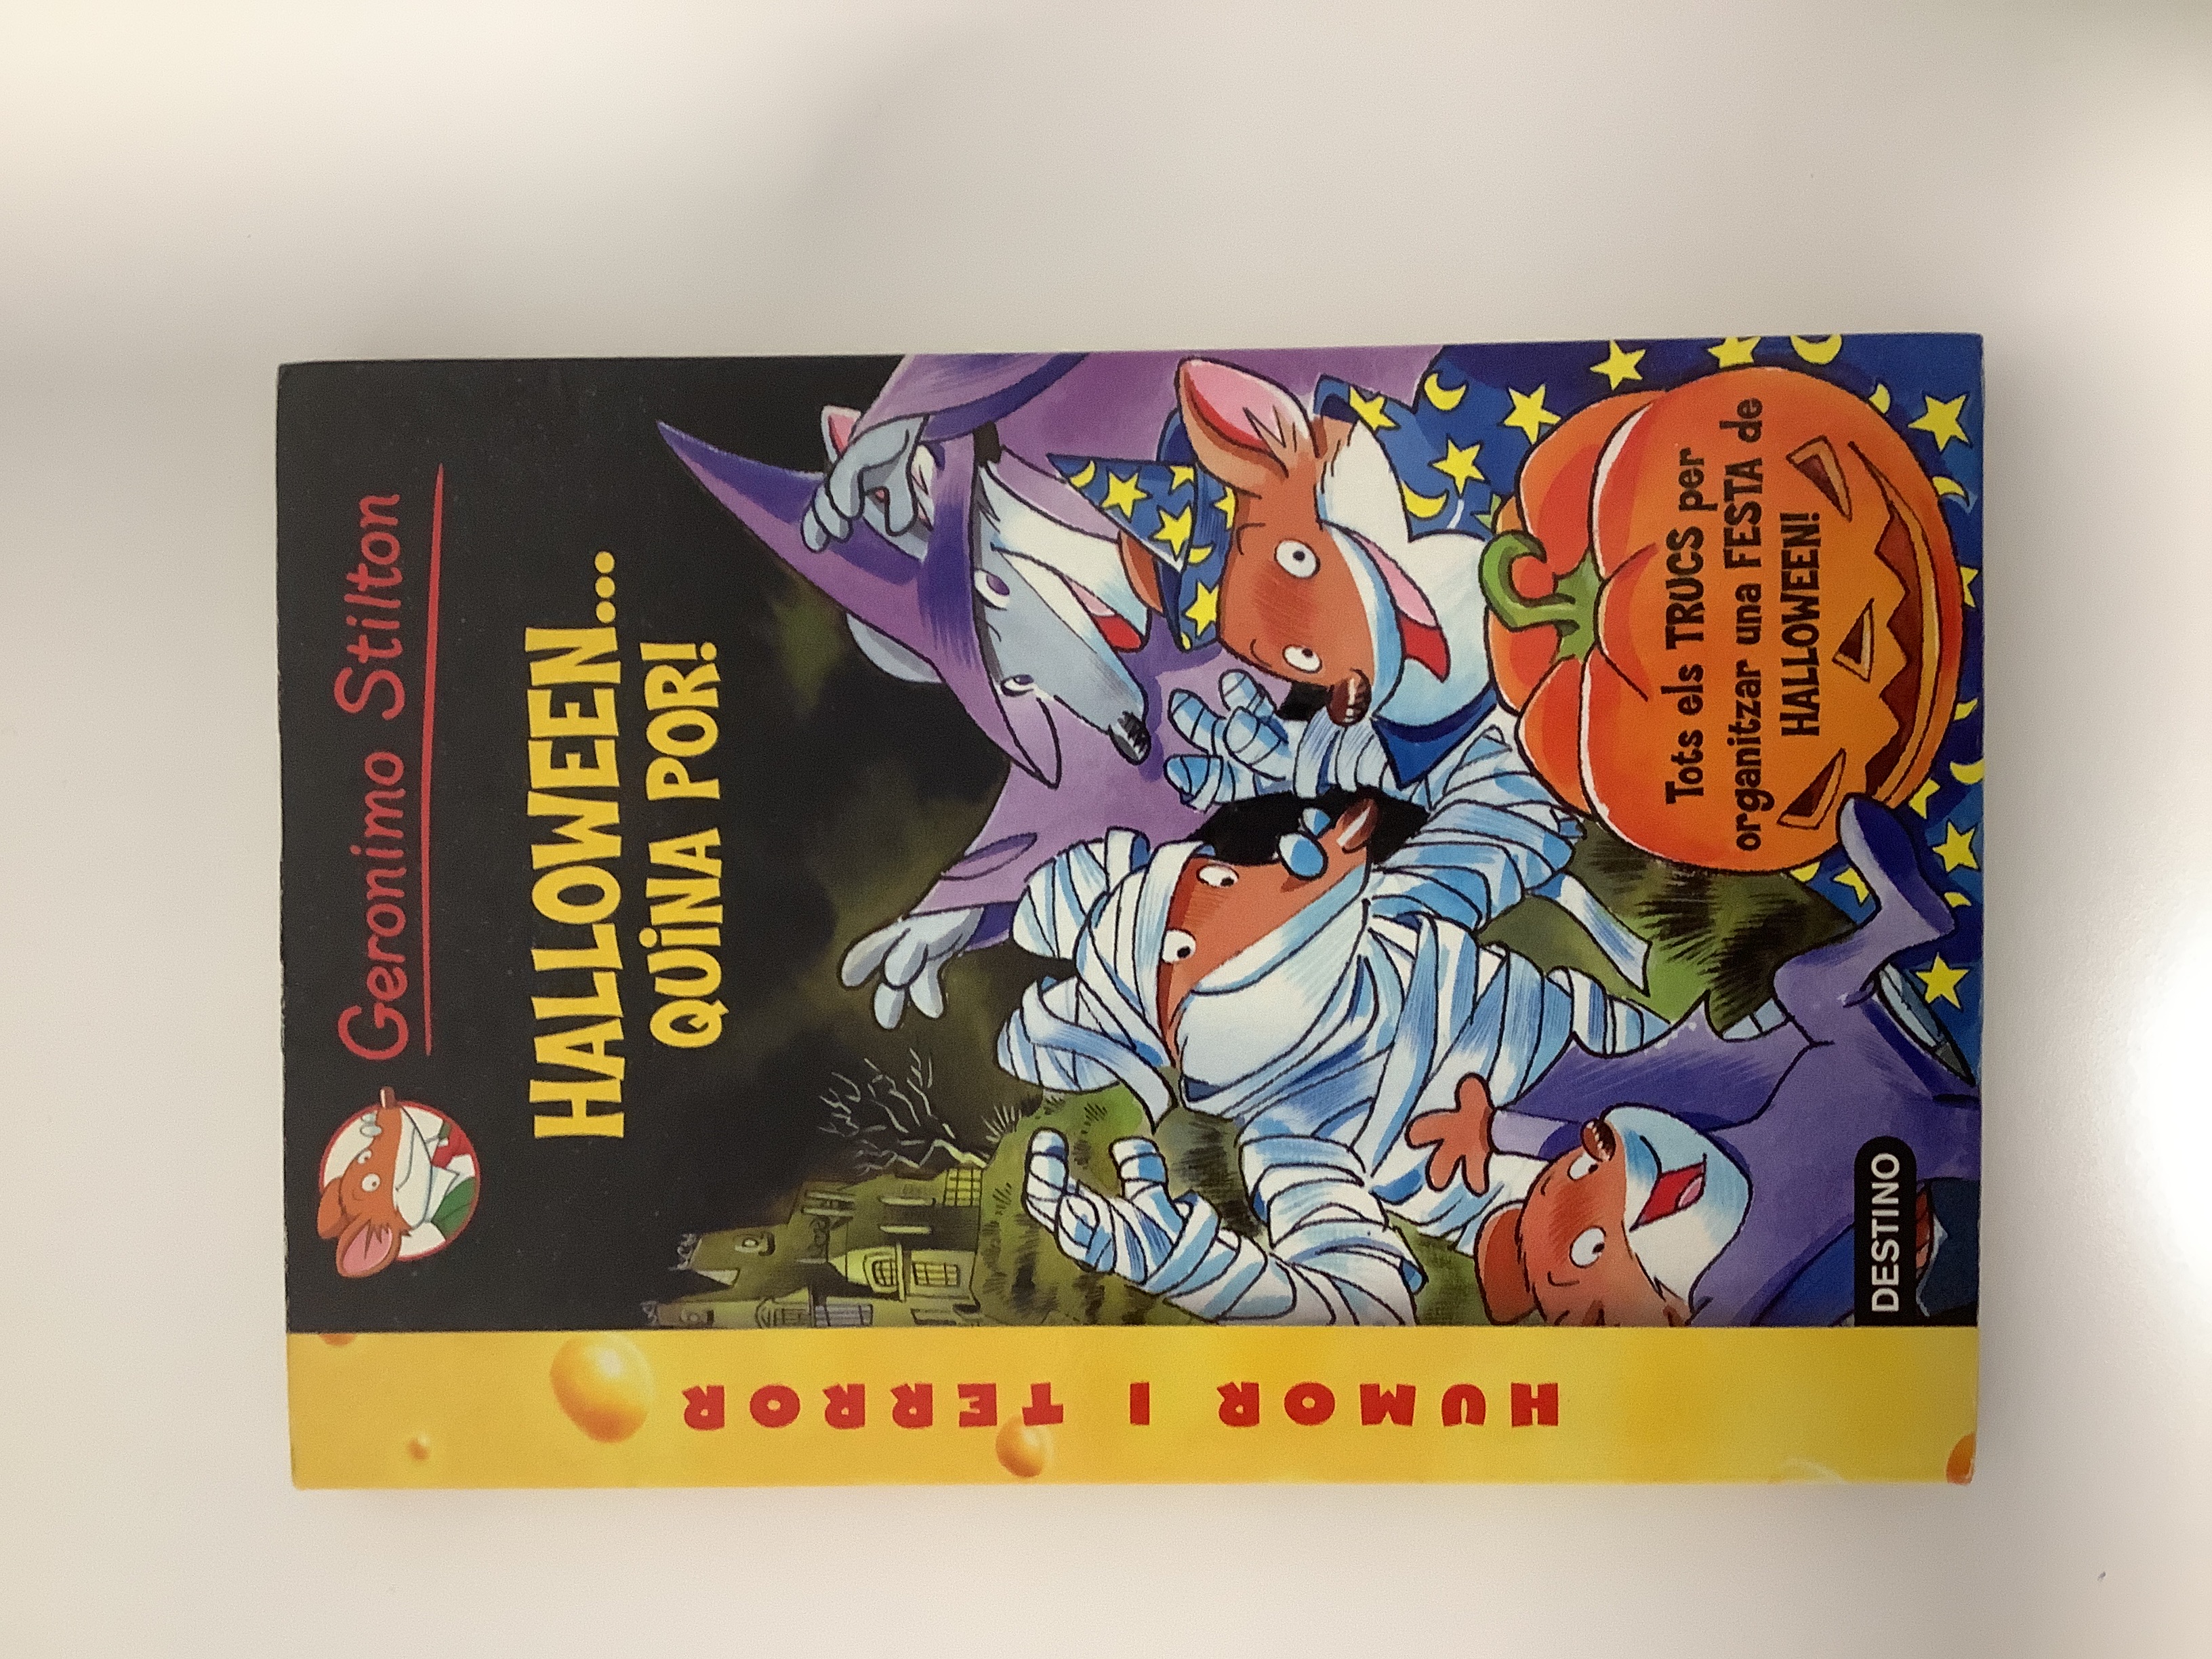 Geronimo Stilton
HALLOWEEN...
QUiNA POR!
Tots els TRUCS per
organitzar una FESTA de
HALLOWEEN!
DESTINO
HUMOR I TERROR